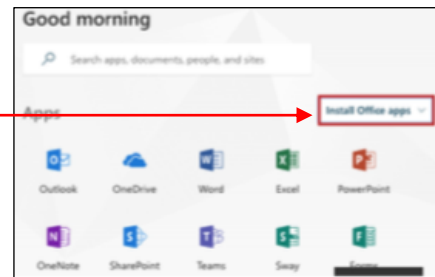 Good morning
Search apps, documents, people, and sites
Apps
Install Office apps
Outlook
OneDrive
Word
Excel
PowerPoint
OneNote
SharePoint
Teams
Sway
Forms